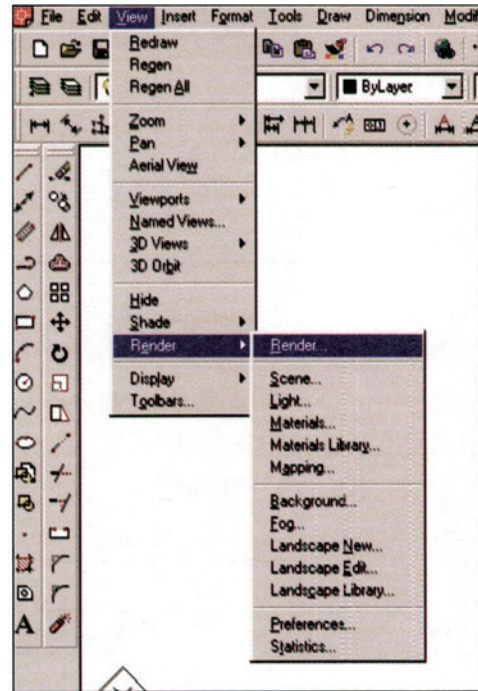 File Edit View Insert Format Tools Draw Dimension Modif
Redraw
Regen
Regen All
ByLayer
Zoom
Pan
Aerial View
Viewports
Named Views...
3D Views
3D Orbit
Hide
Shade
Render
Display
Toolbars...
Render...
Scene...
Light...
Materials...
Materials Library...
Mapping...
Background...
Fog...
Landscape New...
Landscape Edit...
Landscape Library...
Preferences...
Statistics...
A